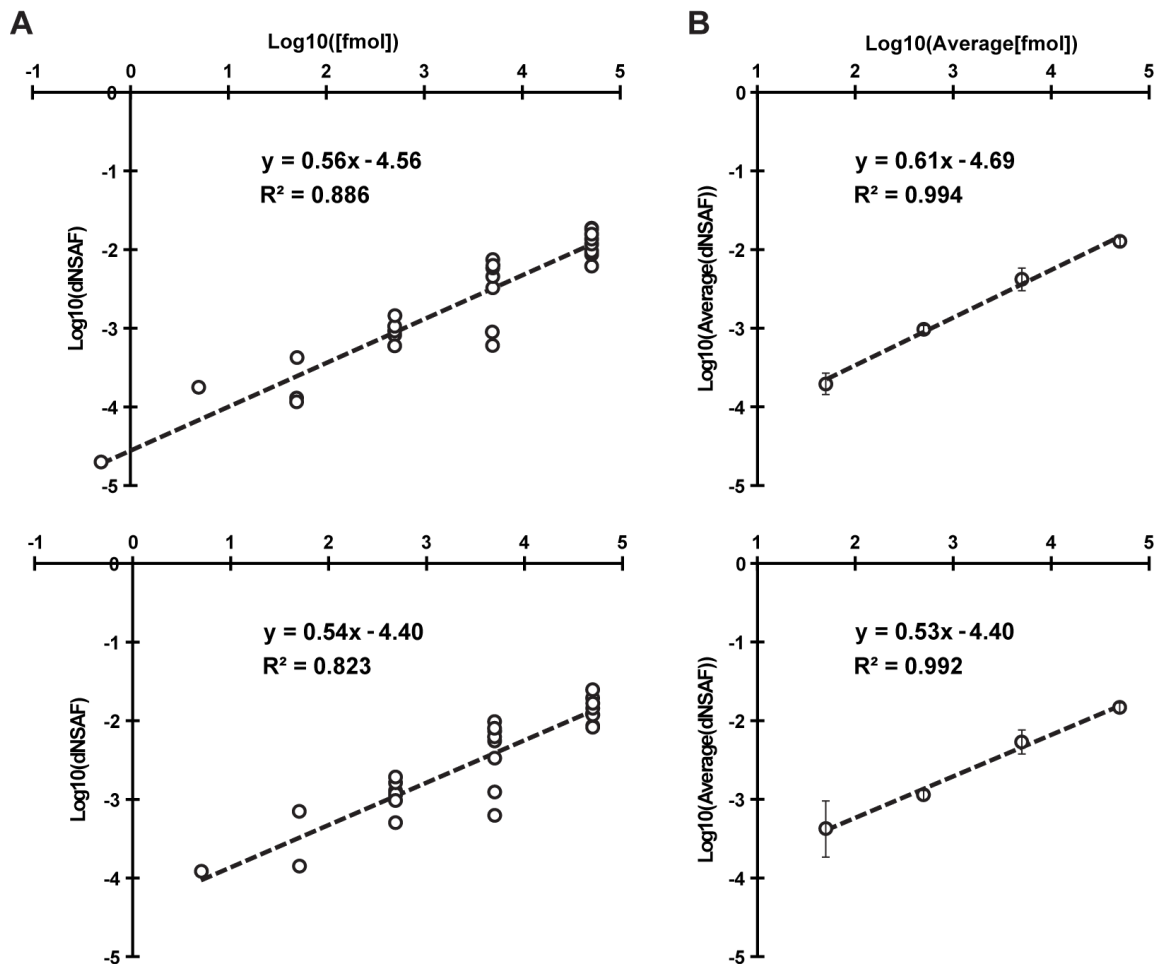 A
B
Log10([fmol])
Log10(Average[fmol])
-1 0 1 2 3 4 5
1 2 3 4 5
0
-1
-2
-3
-4
-5
Log10(dNSAF)
y = 0.56x - 4.56
R² = 0.886
0
-1
-2
-3
-4
-5
Log10(Average(dNSAF))
y = 0.61x - 4.69
R² = 0.994
-1 0 1 2 3 4 5
0
-1
-2
-3
-4
-5
Log10(dNSAF)
y = 0.54x - 4.40
R² = 0.823
1 2 3 4 5
0
-1
-2
-3
-4
-5
Log10(Average(dNSAF))
y = 0.53x - 4.40
R² = 0.992